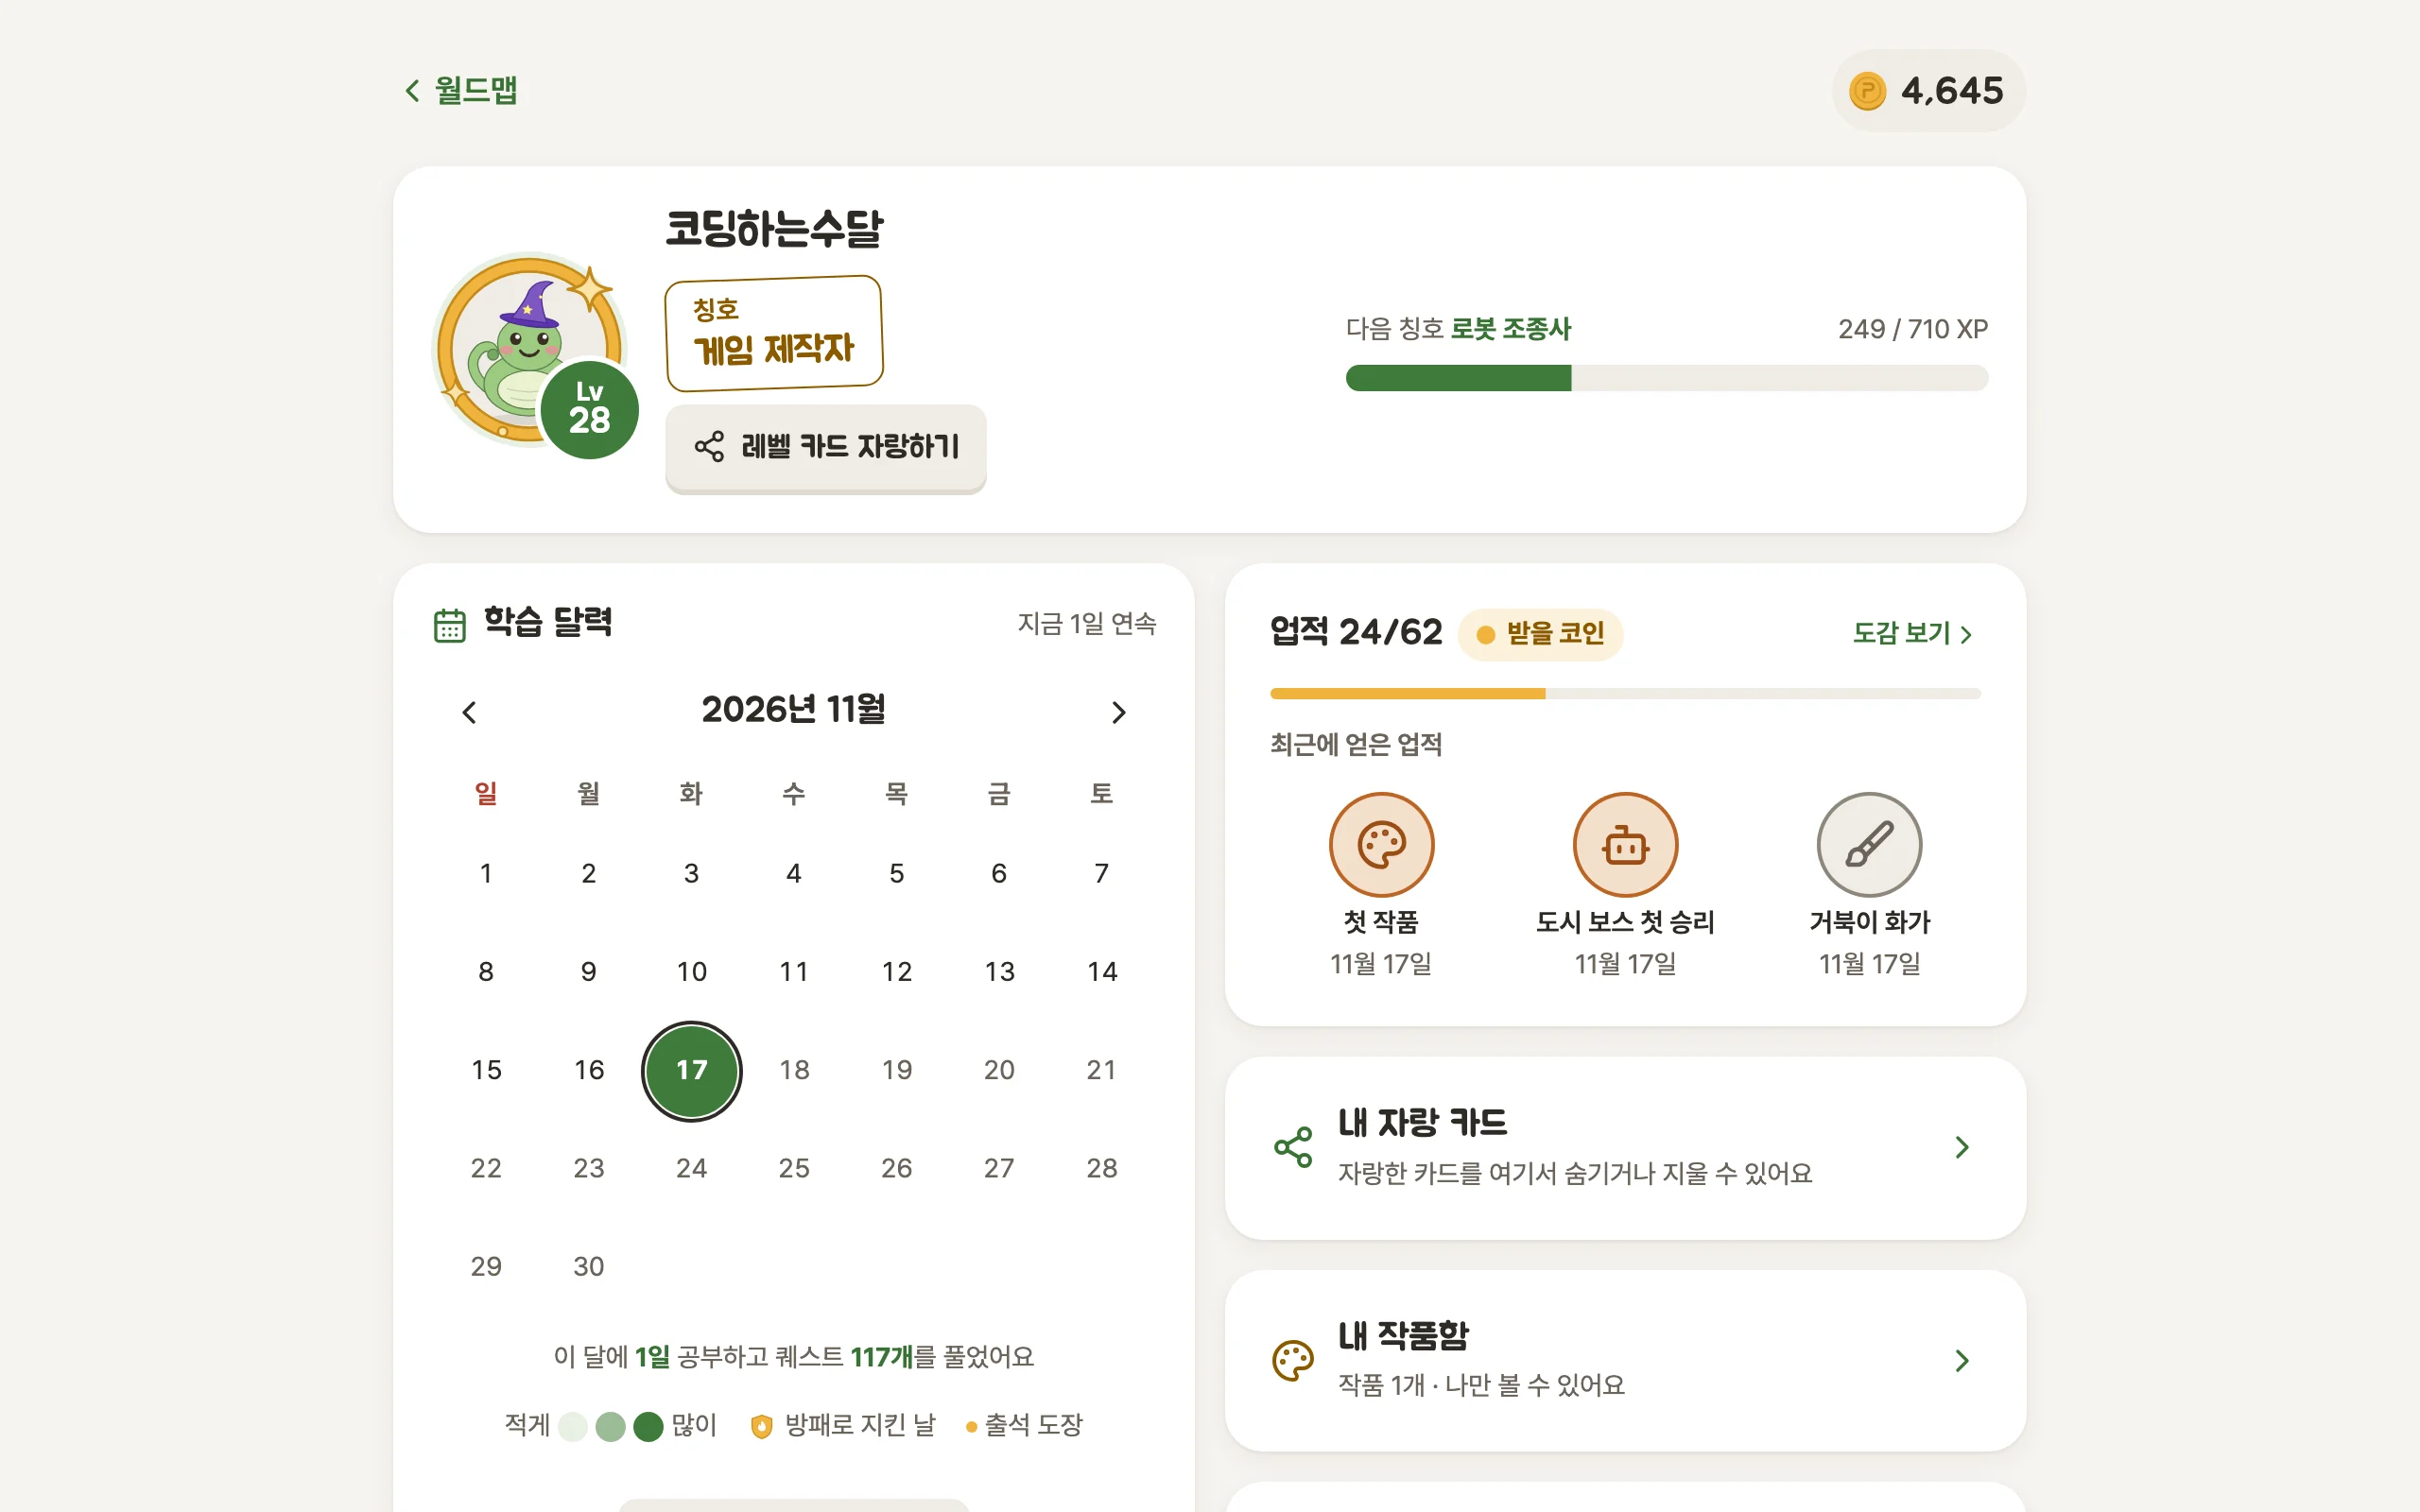 월드맵
4,645
코딩하는수달
칭호
게임 제작자
Lv
28
레벨 카드 자랑하기
다음 칭호 로봇 조종사
249 / 710 XP
학습 달력
지금 1일 연속
2026년 11월
일 월 화 수 목 금 토
1 2 3 4 5 6 7
8 9 10 11 12 13 14
15 16 17 18 19 20 21
22 23 24 25 26 27 28
29 30
이 달에 1일 공부하고 퀘스트 117개를 풀었어요
적게 많이 방패로 지킨 날 출석 도장
업적 24/62 받을 코인
도감 보기
최근에 얻은 업적
첫 작품 도시 보스 첫 승리 거북이 화가
11월 17일 11월 17일 11월 17일
내 자랑 카드
자랑한 카드를 여기서 숨기거나 지울 수 있어요
내 작품함
작품 1개 · 나만 볼 수 있어요